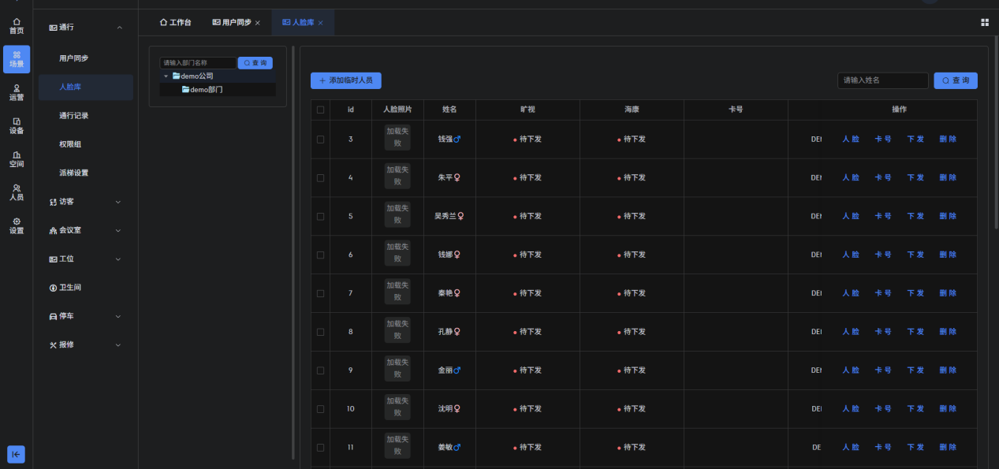 首页
场景
运营
设备
空间
人员
设置
通行
用户同步
人脸库
通行记录
权限组
派梯设置
访客
会议室
工位
卫生间
停车
报修
工作台 用户同步 人脸库
请输入部门名称 查 询
demo公司
demo部门
添加临时人员 请输入姓名 查 询
id 人脸照片 姓名 旷视 海康 卡号 操作
3 加载失败 钱强 待下发 待下发 人 脸 卡 号 下 发 删 除
4 加载失败 朱平 待下发 待下发 人 脸 卡 号 下 发 删 除
5 加载失败 吴秀兰 待下发 待下发 人 脸 卡 号 下 发 删 除
6 加载失败 钱娜 待下发 待下发 人 脸 卡 号 下 发 删 除
7 加载失败 秦艳 待下发 待下发 人 脸 卡 号 下 发 删 除
8 加载失败 孔静 待下发 待下发 人 脸 卡 号 下 发 删 除
9 加载失败 金丽 待下发 待下发 人 脸 卡 号 下 发 删 除
10 加载失败 沈明 待下发 待下发 人 脸 卡 号 下 发 删 除
11 加载失败 姜敏 待下发 待下发 DE 人 脸 卡 号 下 发 删 除